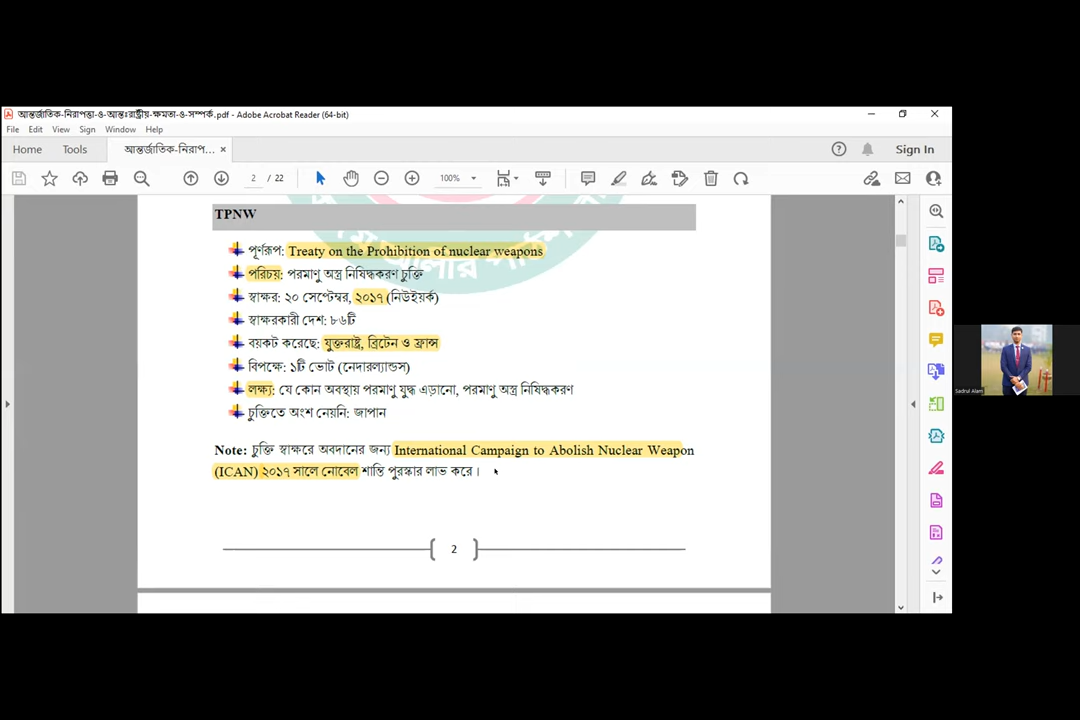 আন্তর্জাতিক-নিরাপত্তা-ও-আন্তঃরাষ্ট্রীয়-ক্ষমতা-ও-সম্পর্ক.pdf - Adobe Acrobat Reader (64-bit)
File Edit View Sign Window Help
Home Tools আন্তর্জাতিক-নিরাপ... × Sign In
2 / 22 100%
TPNW
পূর্ণরূপ: Treaty on the Prohibition of nuclear weapons
পরিচয়: পরমাণু অস্ত্র নিষিদ্ধকরণ চুক্তি
স্বাক্ষর: ২০ সেপ্টেম্বর, ২০১৭ (নিউইয়র্ক)
স্বাক্ষরকারী দেশ: ৮৬টি
বয়কট করেছে: যুক্তরাষ্ট্র, ব্রিটেন ও ফ্রান্স
বিপক্ষে: ১টি ভোট (নেদারল্যান্ডস)
লক্ষ্য: যে কোন অবস্থায় পরমাণু যুদ্ধ এড়ানো, পরমাণু অস্ত্র নিষিদ্ধকরণ
চুক্তিতে অংশ নেয়নি: জাপান
Note: চুক্তি স্বাক্ষরে অবদানের জন্য International Campaign to Abolish Nuclear Weapon
(ICAN) ২০১৭ সালে নোবেল শান্তি পুরস্কার লাভ করে।
2
Sadrul Alam